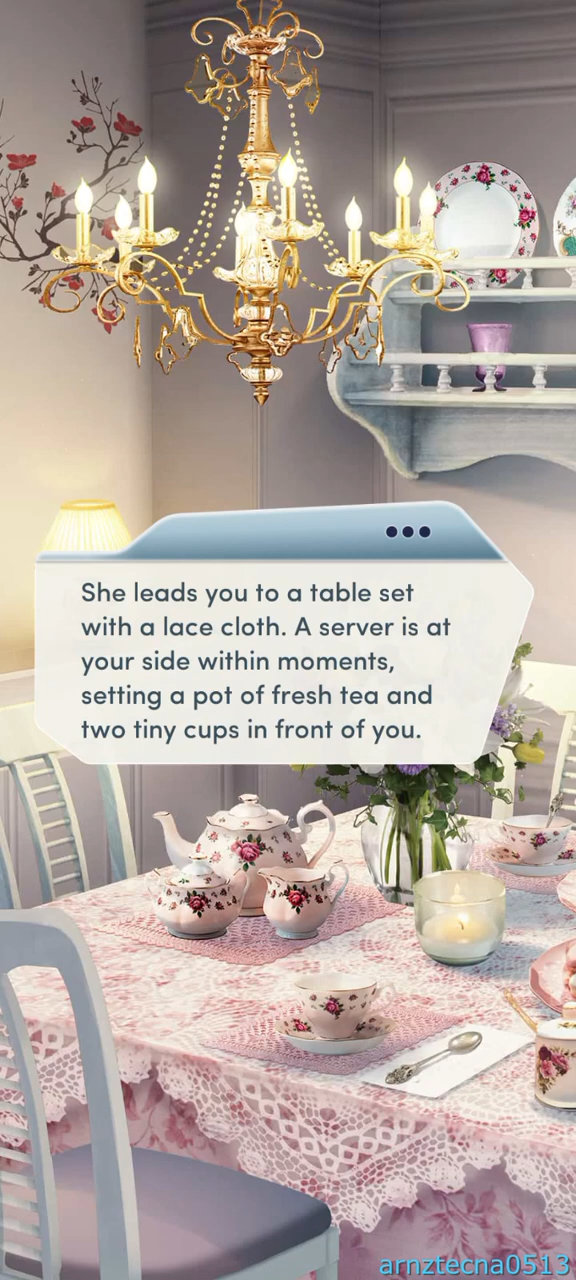 She leads you to a table set
with a lace cloth. A server is at
your side within moments,
setting a pot of fresh tea and
two tiny cups in front of you.
arnztecna0513